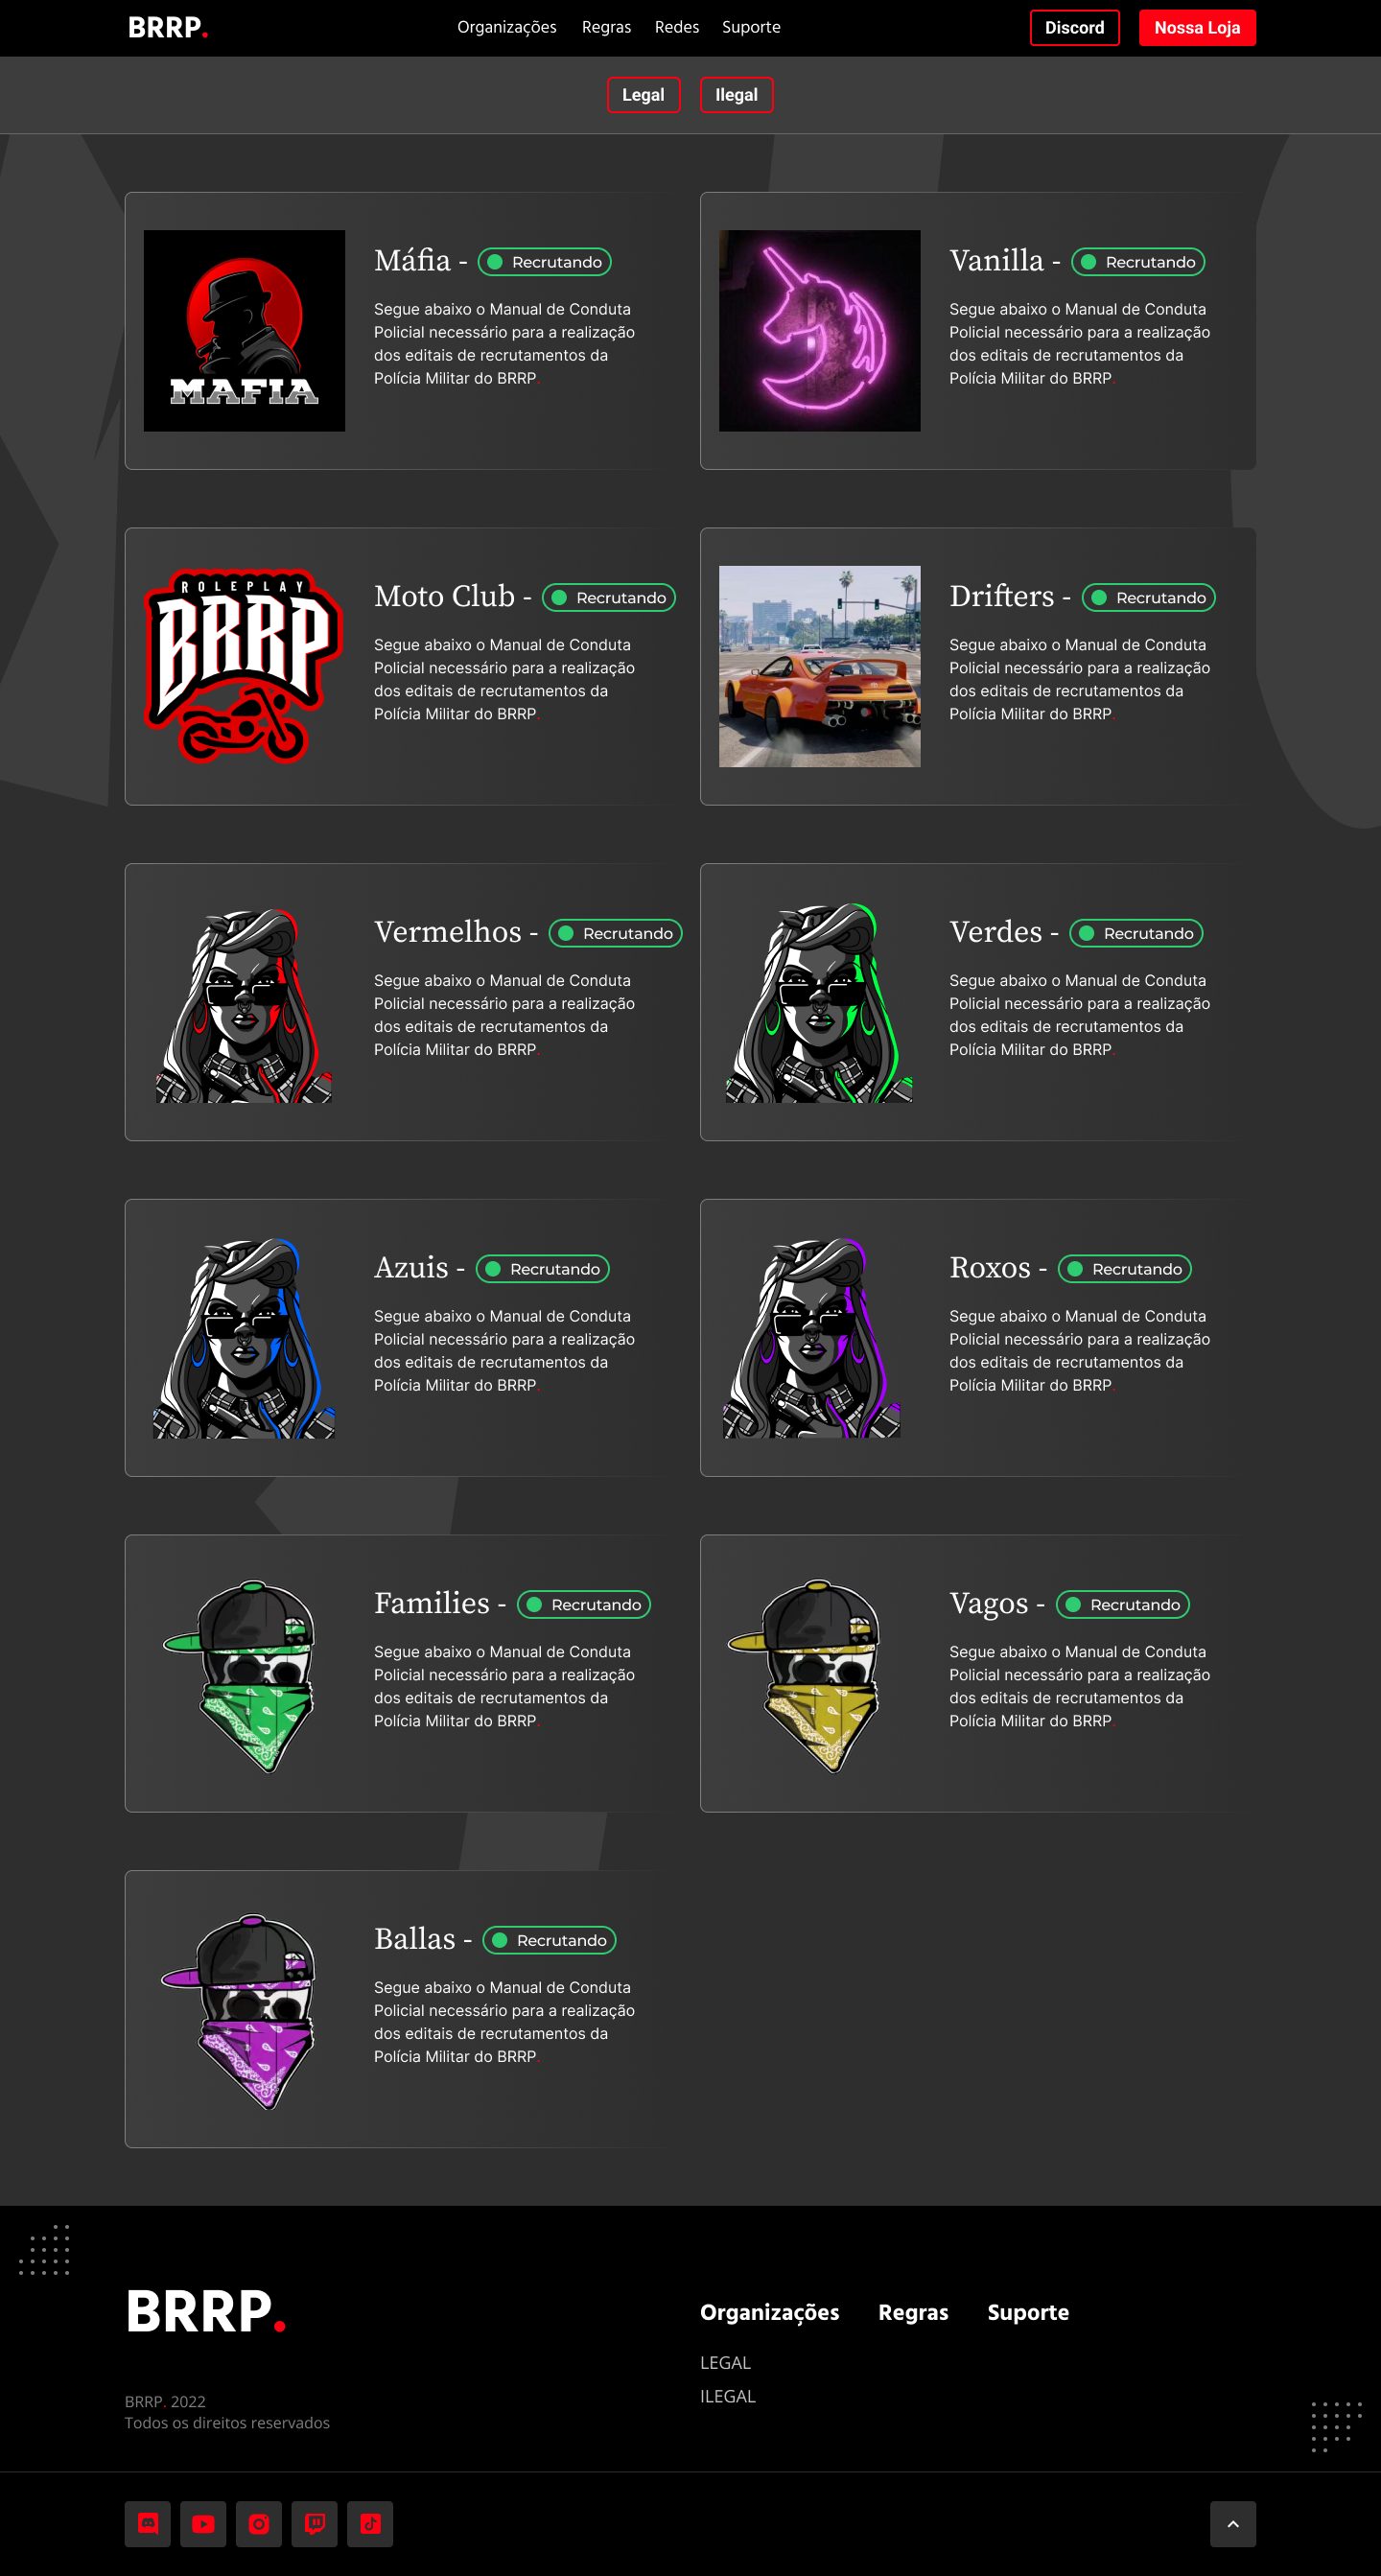 BRRP.
Organizações Regras Redes Suporte
Discord
Nossa Loja
Legal
Ilegal
MAFIA
Máfia - Recrutando
Segue abaixo o Manual de Conduta
Policial necessário para a realização
dos editais de recrutamentos da
Polícia Militar do BRRP.
Vanilla - Recrutando
Segue abaixo o Manual de Conduta
Policial necessário para a realização
dos editais de recrutamentos da
Polícia Militar do BRRP.
ROLEPLAY
BRRP
Moto Club - Recrutando
Segue abaixo o Manual de Conduta
Policial necessário para a realização
dos editais de recrutamentos da
Polícia Militar do BRRP.
Drifters - Recrutando
Segue abaixo o Manual de Conduta
Policial necessário para a realização
dos editais de recrutamentos da
Polícia Militar do BRRP.
Vermelhos - Recrutando
Segue abaixo o Manual de Conduta
Policial necessário para a realização
dos editais de recrutamentos da
Polícia Militar do BRRP.
Verdes - Recrutando
Segue abaixo o Manual de Conduta
Policial necessário para a realização
dos editais de recrutamentos da
Polícia Militar do BRRP.
Azuis - Recrutando
Segue abaixo o Manual de Conduta
Policial necessário para a realização
dos editais de recrutamentos da
Polícia Militar do BRRP.
Roxos - Recrutando
Segue abaixo o Manual de Conduta
Policial necessário para a realização
dos editais de recrutamentos da
Polícia Militar do BRRP.
Families - Recrutando
Segue abaixo o Manual de Conduta
Policial necessário para a realização
dos editais de recrutamentos da
Polícia Militar do BRRP.
Vagos - Recrutando
Segue abaixo o Manual de Conduta
Policial necessário para a realização
dos editais de recrutamentos da
Polícia Militar do BRRP.
Ballas - Recrutando
Segue abaixo o Manual de Conduta
Policial necessário para a realização
dos editais de recrutamentos da
Polícia Militar do BRRP.
BRRP.
BRRP. 2022
Todos os direitos reservados
Organizações Regras Suporte
LEGAL
ILEGAL